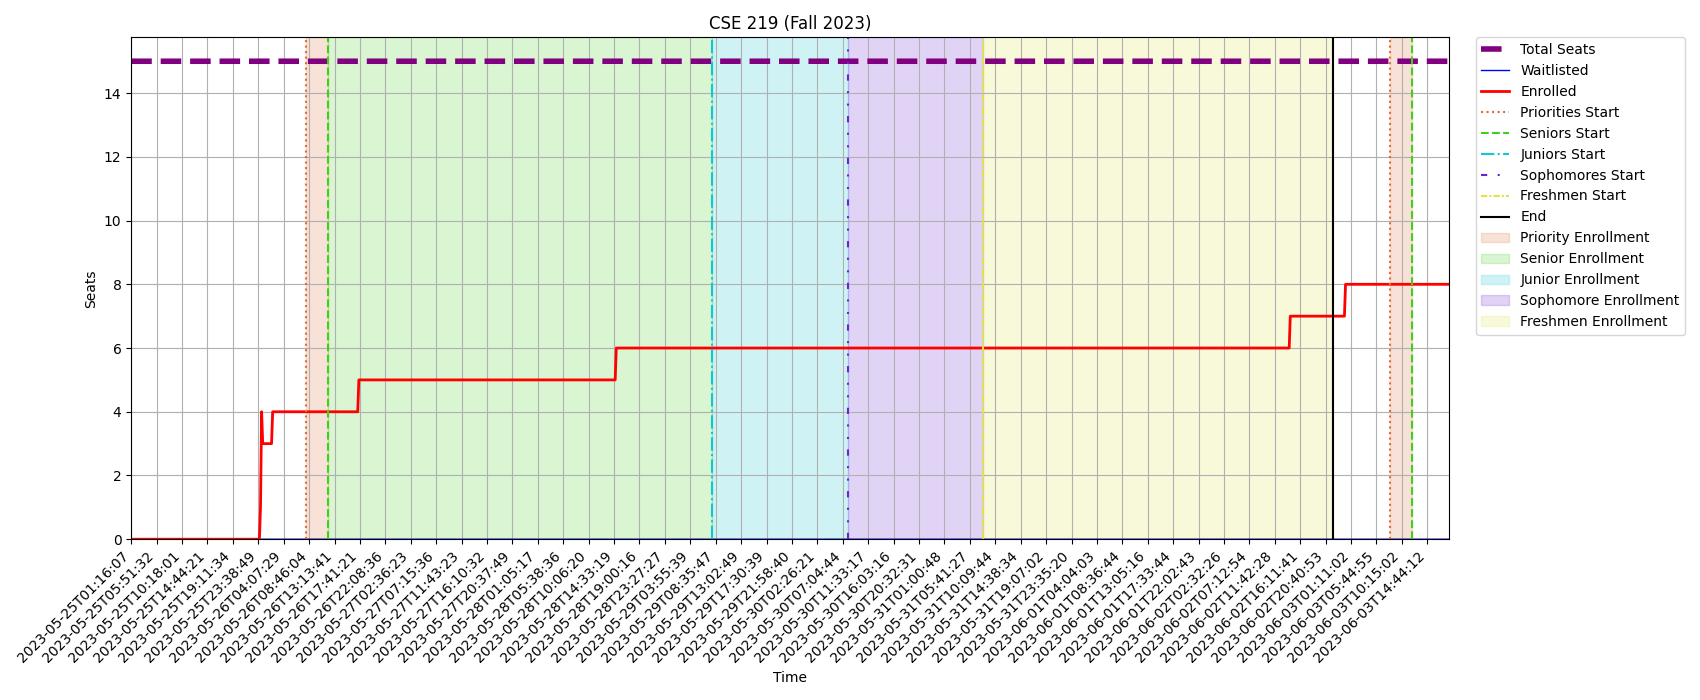 CSE 219 (Fall 2023)
Total Seats
Waitlisted
Enrolled
Priorities Start
Seniors Start
Juniors Start
Sophomores Start
Freshmen Start
End
Priority Enrollment
Senior Enrollment
Junior Enrollment
Sophomore Enrollment
Freshmen Enrollment
Seats
14
12
10
8
6
4
2
0
2023-05-25T01:16:07
2023-05-25T05:51:32
2023-05-25T10:18:01
2023-05-25T14:44:21
2023-05-25T19:11:34
2023-05-25T23:38:49
2023-05-26T04:07:29
2023-05-26T08:46:04
2023-05-26T13:13:41
2023-05-26T17:41:21
2023-05-26T22:08:36
2023-05-27T02:36:23
2023-05-27T07:15:36
2023-05-27T11:43:23
2023-05-27T16:10:32
2023-05-27T20:37:49
2023-05-28T01:05:17
2023-05-28T05:38:36
2023-05-28T10:06:20
2023-05-28T14:33:19
2023-05-28T19:00:16
2023-05-28T23:27:27
2023-05-29T03:55:39
2023-05-29T08:35:47
2023-05-29T13:02:49
2023-05-29T17:30:39
2023-05-29T21:58:40
2023-05-30T02:26:21
2023-05-30T07:04:44
2023-05-30T11:33:17
2023-05-30T16:03:16
2023-05-30T20:32:31
2023-05-31T01:00:48
2023-05-31T05:41:27
2023-05-31T10:09:44
2023-05-31T14:38:34
2023-05-31T19:07:02
2023-05-31T23:35:20
2023-06-01T04:04:03
2023-06-01T08:36:44
2023-06-01T13:05:16
2023-06-01T17:33:44
2023-06-01T22:02:43
2023-06-02T02:32:26
2023-06-02T07:12:54
2023-06-02T11:42:28
2023-06-02T16:11:41
2023-06-02T20:40:53
2023-06-03T01:11:02
2023-06-03T05:44:55
2023-06-03T10:15:02
2023-06-03T14:44:12
Time